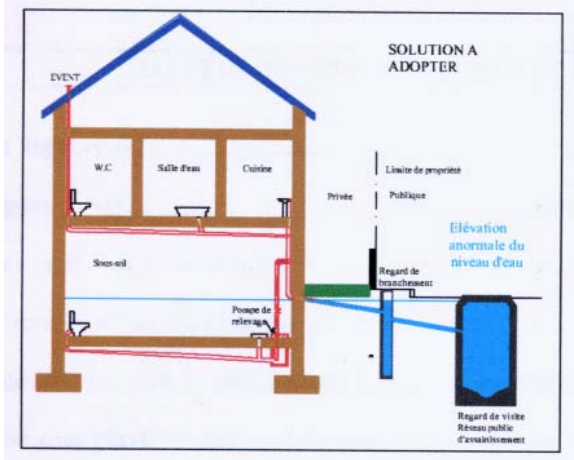 SOLUTION A
ADOPTER
EVENT
W.C
Salle d'eau
Cuisine
Limite de propriété
Privée
Publique
Elévation
anormale du
niveau d'eau
Sous-sol
Regard de
branchement
Pompe de
relevage
Regard de visite
Réseau public
d'assainissement